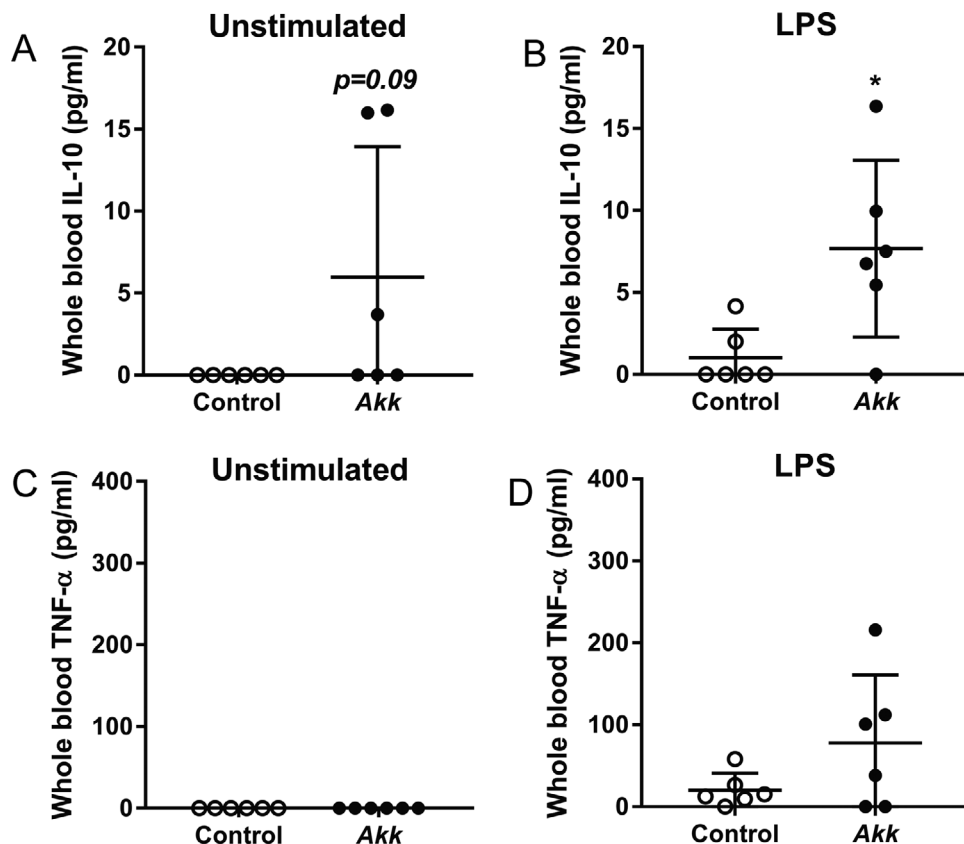 A
Unstimulated
Whole blood IL-10 (pg/ml)
20
15
10
5
0
p=0.09
Control
Akk
B
LPS
Whole blood IL-10 (pg/ml)
20
15
10
5
0
*
Control
Akk
C
Unstimulated
Whole blood TNF-α (pg/ml)
400
300
200
100
0
Control
Akk
D
LPS
Whole blood TNF-α (pg/ml)
400
300
200
100
0
Control
Akk